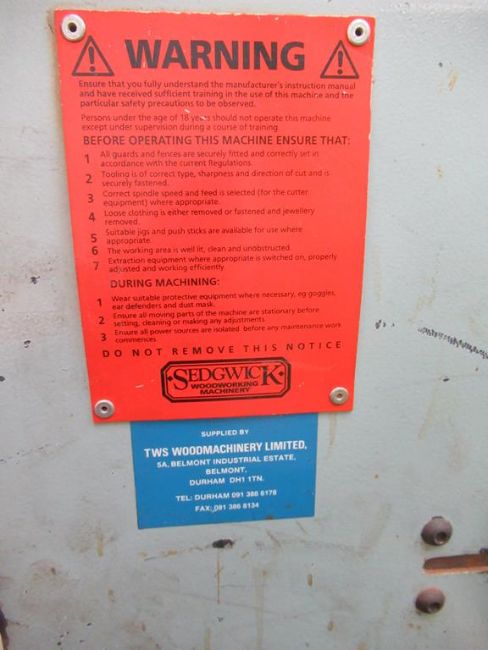 WARNING
Ensure that you fully understand the manufacturer's instruction manual
and have received sufficient training in the use of this machine and the
particular safety precautions to be observed.
Persons under the age of 18 years should not operate this machine
except under supervision during a course of training.
BEFORE OPERATING THIS MACHINE ENSURE THAT:
1 All guards and fences are securely fitted and correctly set in
accordance with the current Regulations.
2 Tooling is of correct type, sharpness and direction of cut and is
securely fastened.
3 Correct spindle speed and feed is selected (for the cutter
equipment) where appropriate.
4 Loose clothing is either removed or fastened and jewellery
removed.
5 Suitable jigs and push sticks are available for use where
appropriate.
6 The working area is well lit, clean and unobstructed.
7 Extraction equipment where appropriate is switched on, properly
adjusted and working efficiently.
DURING MACHINING:
1 Wear suitable protective equipment where necessary, eg goggles,
ear defenders and dust mask.
2 Ensure all moving parts of the machine are stationary before
setting, cleaning or making any adjustments.
3 Ensure all power sources are isolated before any maintenance work
commences.
DO NOT REMOVE THIS NOTICE
SEDGWICK
WOODWORKING
MACHINERY
SUPPLIED BY
TWS WOODMACHINERY LIMITED,
5A, BELMONT INDUSTRIAL ESTATE,
BELMONT,
DURHAM DH1 1TN.
TEL: DURHAM 091 386 6178
FAX: 091 386 8134